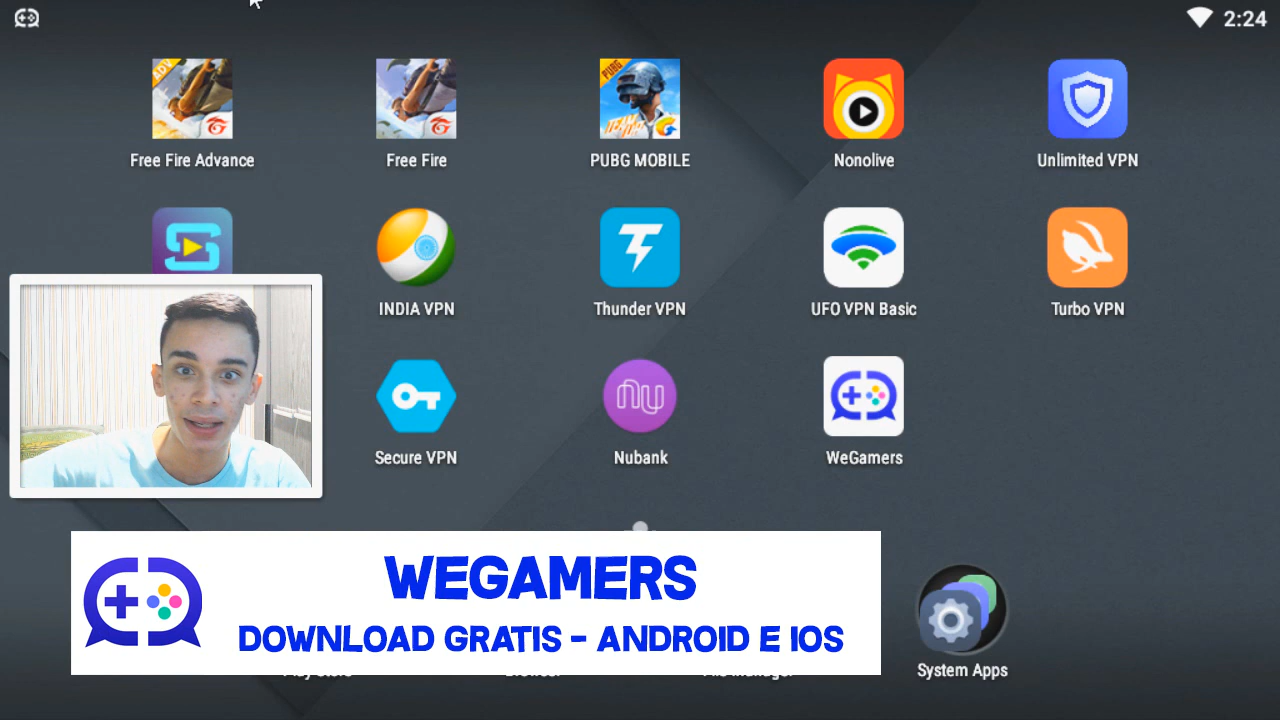 2:24
Free Fire Advance
Free Fire
PUBG MOBILE
Nonolive
Unlimited VPN
INDIA VPN
Thunder VPN
UFO VPN Basic
Turbo VPN
Secure VPN
Nubank
WeGamers
WEGAMERS
DOWNLOAD GRATIS - ANDROID E IOS
System Apps